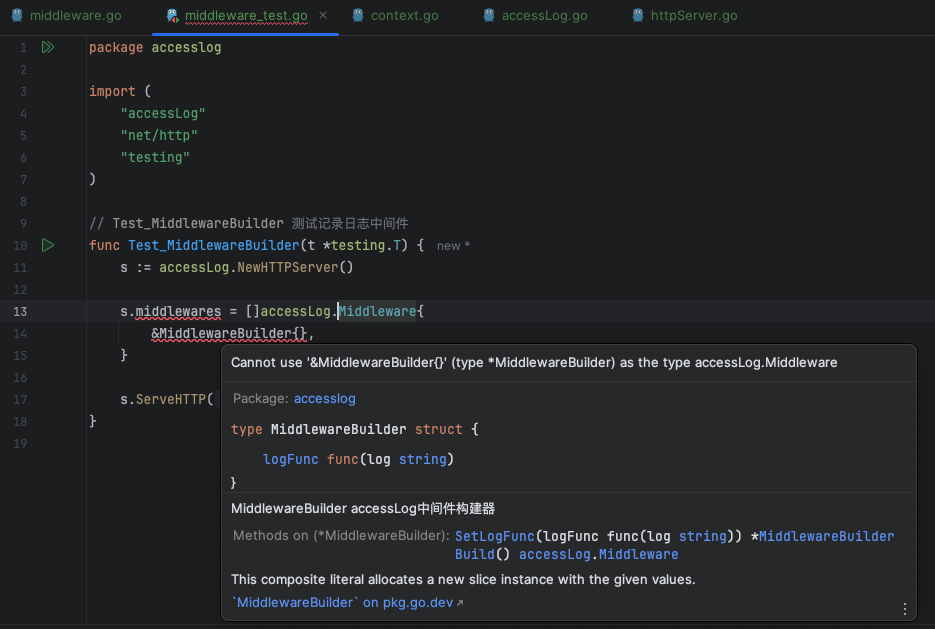 middleware.go middleware_test.go × context.go accessLog.go httpServer.go
1 package accesslog
2
3 import (
4 "accessLog"
5 "net/http"
6 "testing"
7 )
8
9 // Test_MiddlewareBuilder 测试记录日志中间件
10 func Test_MiddlewareBuilder(t *testing.T) { new *
11 s := accessLog.NewHTTPServer()
12
13 s.middlewares = []accessLog.Middleware{
14 &MiddlewareBuilder{},
15 }
16
17 s.ServeHTTP(
18 }
19
Cannot use '&MiddlewareBuilder{}' (type *MiddlewareBuilder) as the type accessLog.Middleware
Package: accesslog
type MiddlewareBuilder struct {
logFunc func(log string)
}
MiddlewareBuilder accessLog中间件构建器
Methods on (*MiddlewareBuilder): SetLogFunc(logFunc func(log string)) *MiddlewareBuilder
Build() accessLog.Middleware
This composite literal allocates a new slice instance with the given values.
`MiddlewareBuilder` on pkg.go.dev↗